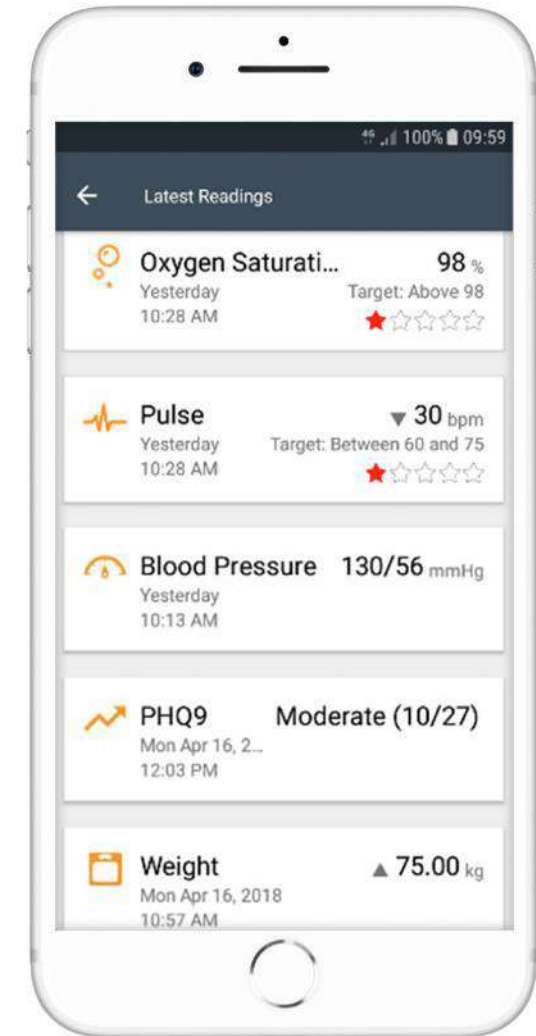 4G 100% 09:59
Latest Readings
Oxygen Saturati... 98 %
Yesterday Target: Above 98
10:28 AM
Pulse ▼ 30 bpm
Yesterday Target: Between 60 and 75
10:28 AM
Blood Pressure 130/56 mmHg
Yesterday
10:13 AM
PHQ9 Moderate (10/27)
Mon Apr 16, 2...
12:03 PM
Weight ▲ 75.00 kg
Mon Apr 16, 2018
10:57 AM